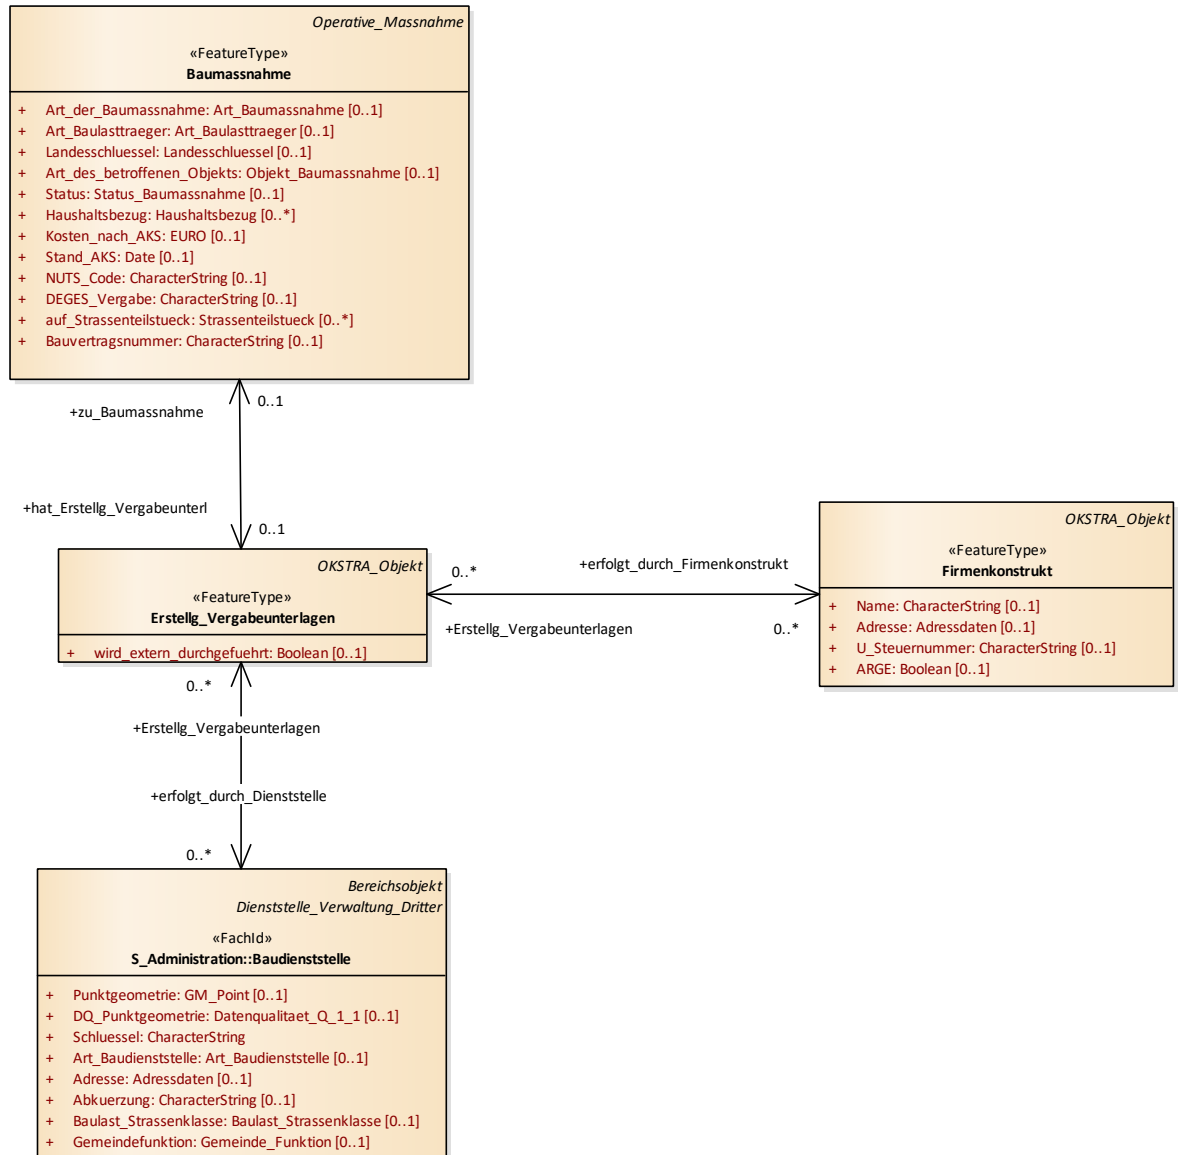 Operative_Massnahme
«FeatureType»
Baumassnahme
+ Art_der_Baumassnahme: Art_Baumassnahme [0..1]
+ Art_Baulasttraeger: Art_Baulasttraeger [0..1]
+ Landesschluessel: Landesschluessel [0..1]
+ Art_des_betroffenen_Objekts: Objekt_Baumassnahme [0..1]
+ Status: Status_Baumassnahme [0..1]
+ Haushaltsbezug: Haushaltsbezug [0..*]
+ Kosten_nach_AKS: EURO [0..1]
+ Stand_AKS: Date [0..1]
+ NUTS_Code: CharacterString [0..1]
+ DEGES_Vergabe: CharacterString [0..1]
+ auf_Strassenteilstueck: Strassenteilstueck [0..*]
+ Bauvertragsnummer: CharacterString [0..1]
0..1
+zu_Baumassnahme
+hat_Erstellg_Vergabeunterl
0..1
OKSTRA_Objekt
«FeatureType»
Erstellg_Vergabeunterlagen
+ wird_extern_durchgefuehrt: Boolean [0..1]
0..*
+erfolgt_durch_Firmenkonstrukt
+Erstellg_Vergabeunterlagen
0..*
OKSTRA_Objekt
«FeatureType»
Firmenkonstrukt
+ Name: CharacterString [0..1]
+ Adresse: Adressdaten [0..1]
+ U_Steuernummer: CharacterString [0..1]
+ ARGE: Boolean [0..1]
0..*
+Erstellg_Vergabeunterlagen
+erfolgt_durch_Dienststelle
0..*
Bereichsobjekt
Dienststelle_Verwaltung_Dritter
«FachId»
S_Administration::Baudienststelle
+ Punktgeometrie: GM_Point [0..1]
+ DQ_Punktgeometrie: Datenqualitaet_Q_1_1 [0..1]
+ Schluessel: CharacterString
+ Art_Baudienststelle: Art_Baudienststelle [0..1]
+ Adresse: Adressdaten [0..1]
+ Abkuerzung: CharacterString [0..1]
+ Baulast_Strassenklasse: Baulast_Strassenklasse [0..1]
+ Gemeindefunktion: Gemeinde_Funktion [0..1]